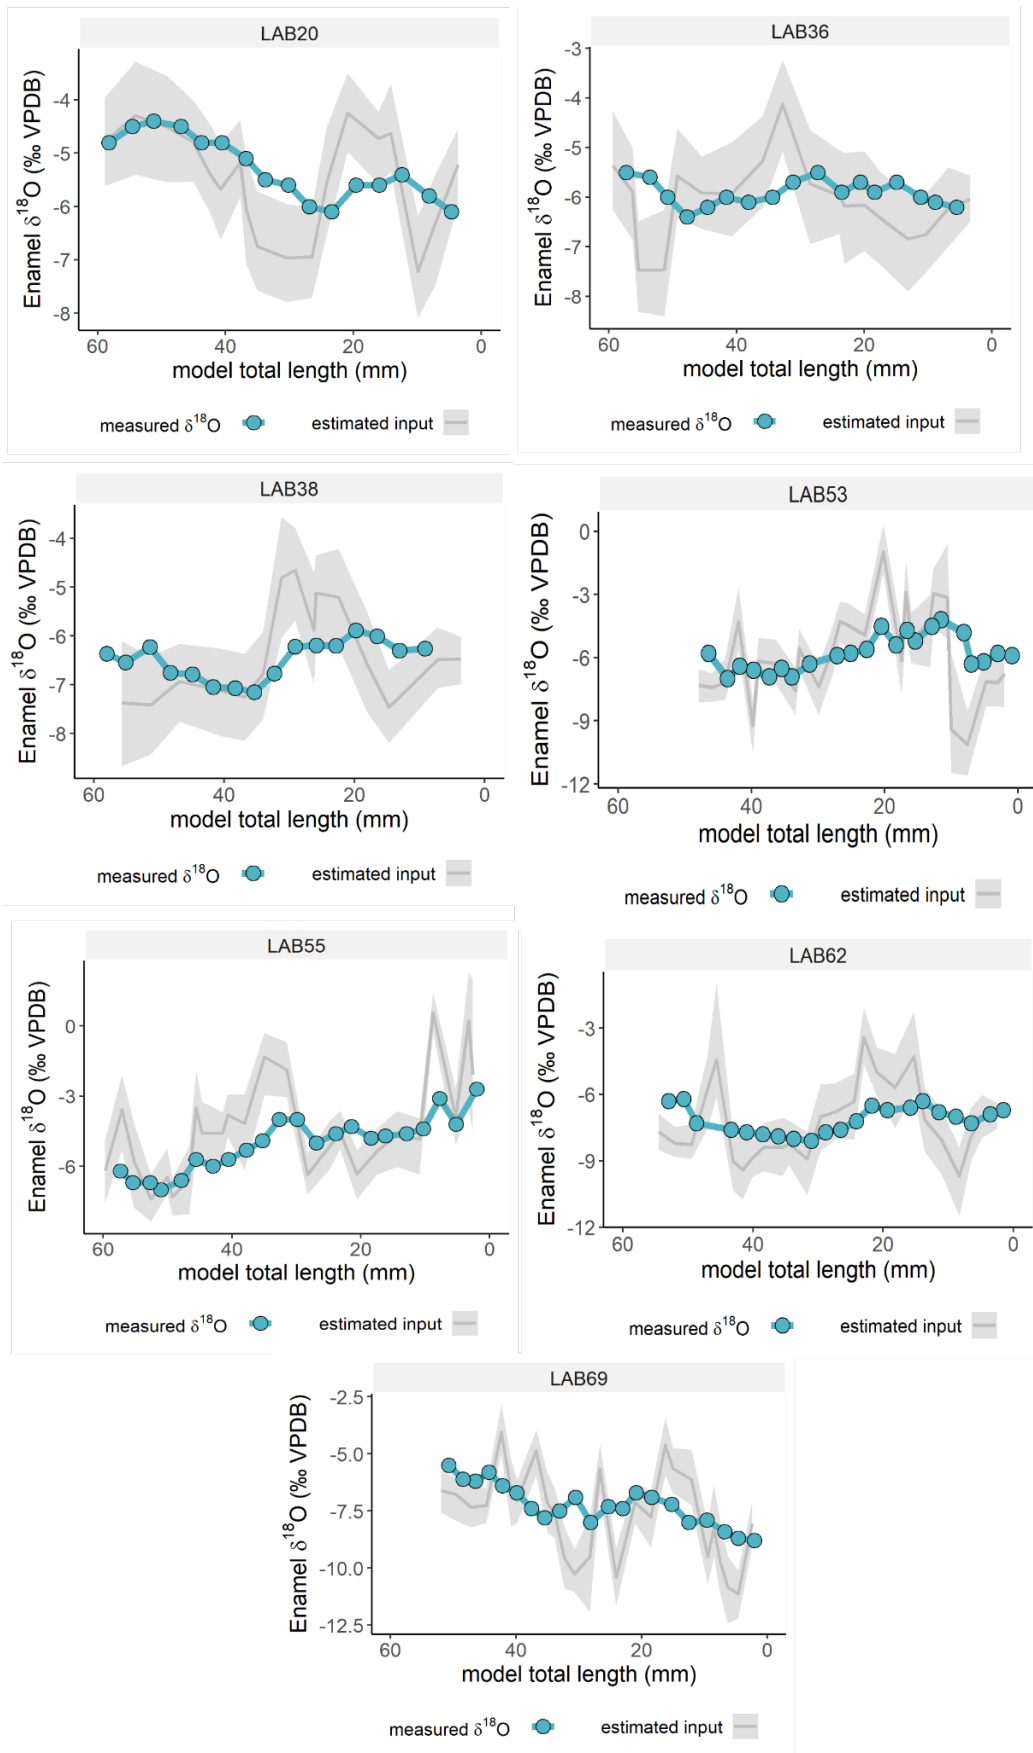 LAB20
Enamel δ18O (‰ VPDB)
-4
-5
-6
-7
-8
60 40 20 0
model total length (mm)
measured δ18O estimated input
LAB36
Enamel δ18O (‰ VPDB)
-3
-4
-5
-6
-7
-8
60 40 20 0
model total length (mm)
measured δ18O estimated input
LAB38
Enamel δ18O (‰ VPDB)
-4
-5
-6
-7
-8
60 40 20 0
model total length (mm)
measured δ18O estimated input
LAB53
Enamel δ18O (‰ VPDB)
0
-3
-6
-9
-12
60 40 20 0
model total length (mm)
measured δ18O estimated input
LAB55
Enamel δ18O (‰ VPDB)
0
-3
-6
60 40 20 0
model total length (mm)
measured δ18O estimated input
LAB62
Enamel δ18O (‰ VPDB)
-3
-6
-9
-12
60 40 20 0
model total length (mm)
measured δ18O estimated input
LAB69
Enamel δ18O (‰ VPDB)
-2.5
-5.0
-7.5
-10.0
-12.5
60 40 20 0
model total length (mm)
measured δ18O estimated input